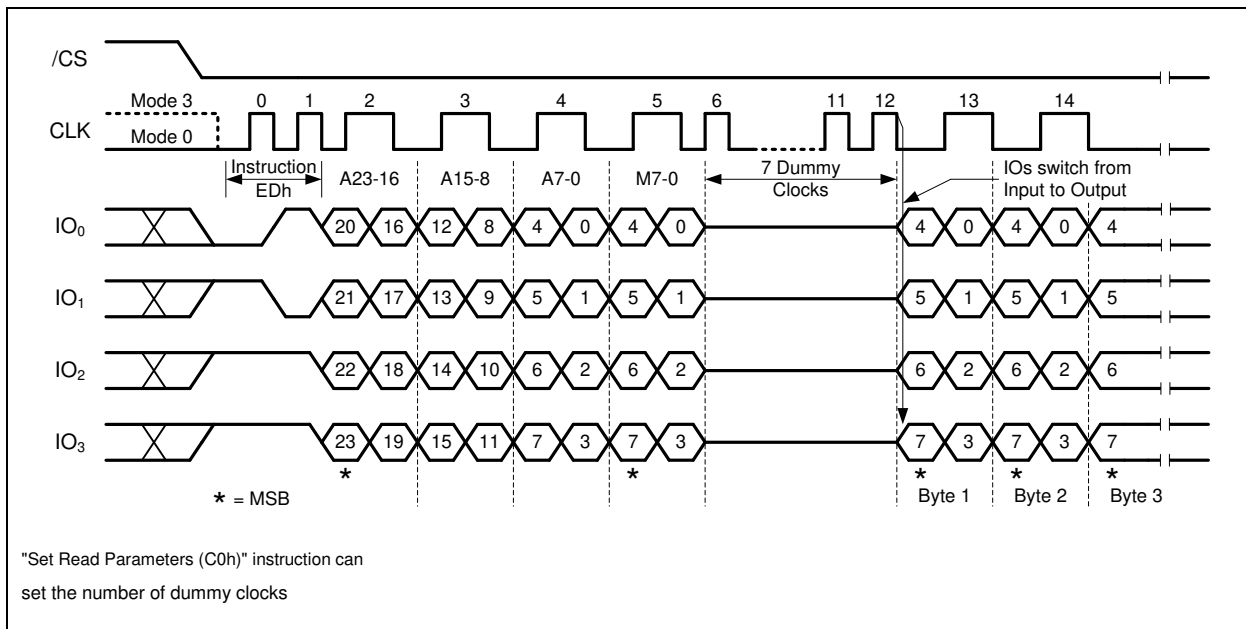 /CS
Mode 3 0 1 2 3 4 5 6 11 12 13 14
CLK
Mode 0
Instruction 7 Dummy IOs switch from
EDh A23-16 A15-8 A7-0 M7-0 Clocks Input to Output
IO0 20 16 12 8 4 0 4 0 4 0 4 0 4
IO1 21 17 13 9 5 1 5 1 5 1 5 1 5
IO2 22 18 14 10 6 2 6 2 6 2 6 2 6
IO3 23 19 15 11 7 3 7 3 7 3 7 3 7
* * * * *
* = MSB Byte 1 Byte 2 Byte 3
"Set Read Parameters (C0h)" instruction can
set the number of dummy clocks